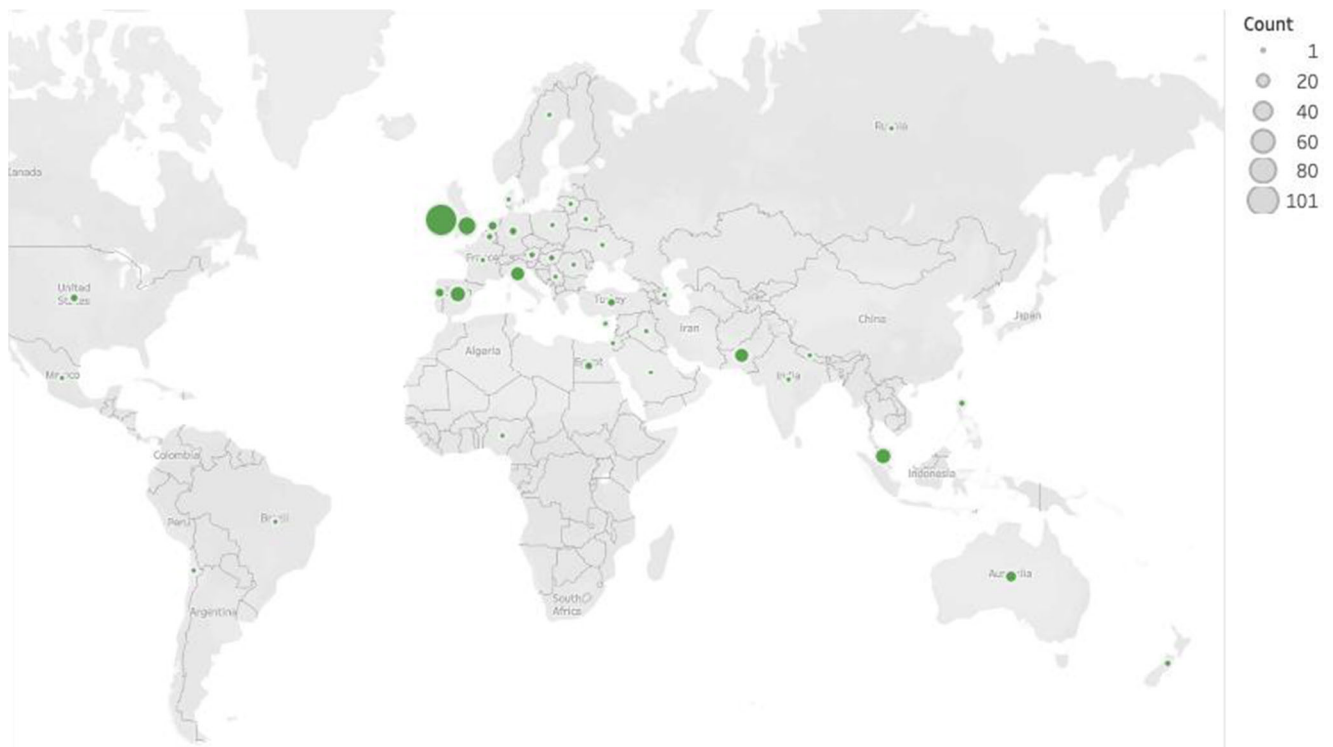 Count
1
20
40
60
80
101
Russia
Canada
France
United
States
Turkey
Iran
China
Japan
Algeria
Egypt
India
Mexico
Colombia
Indonesia
Peru
Brazil
Australia
Argentina
South
Africa